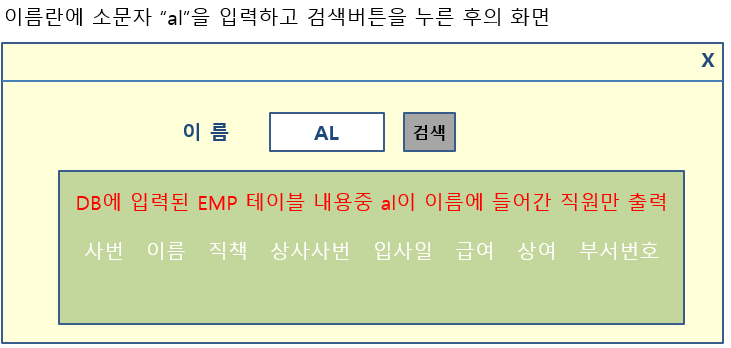 이름란에 소문자 “al”을 입력하고 검색버튼을 누른 후의 화면
X
이 름 AL 검색
DB에 입력된 EMP 테이블 내용중 al이 이름에 들어간 직원만 출력
사번 이름 직책 상사사번 입사일 급여 상여 부서번호